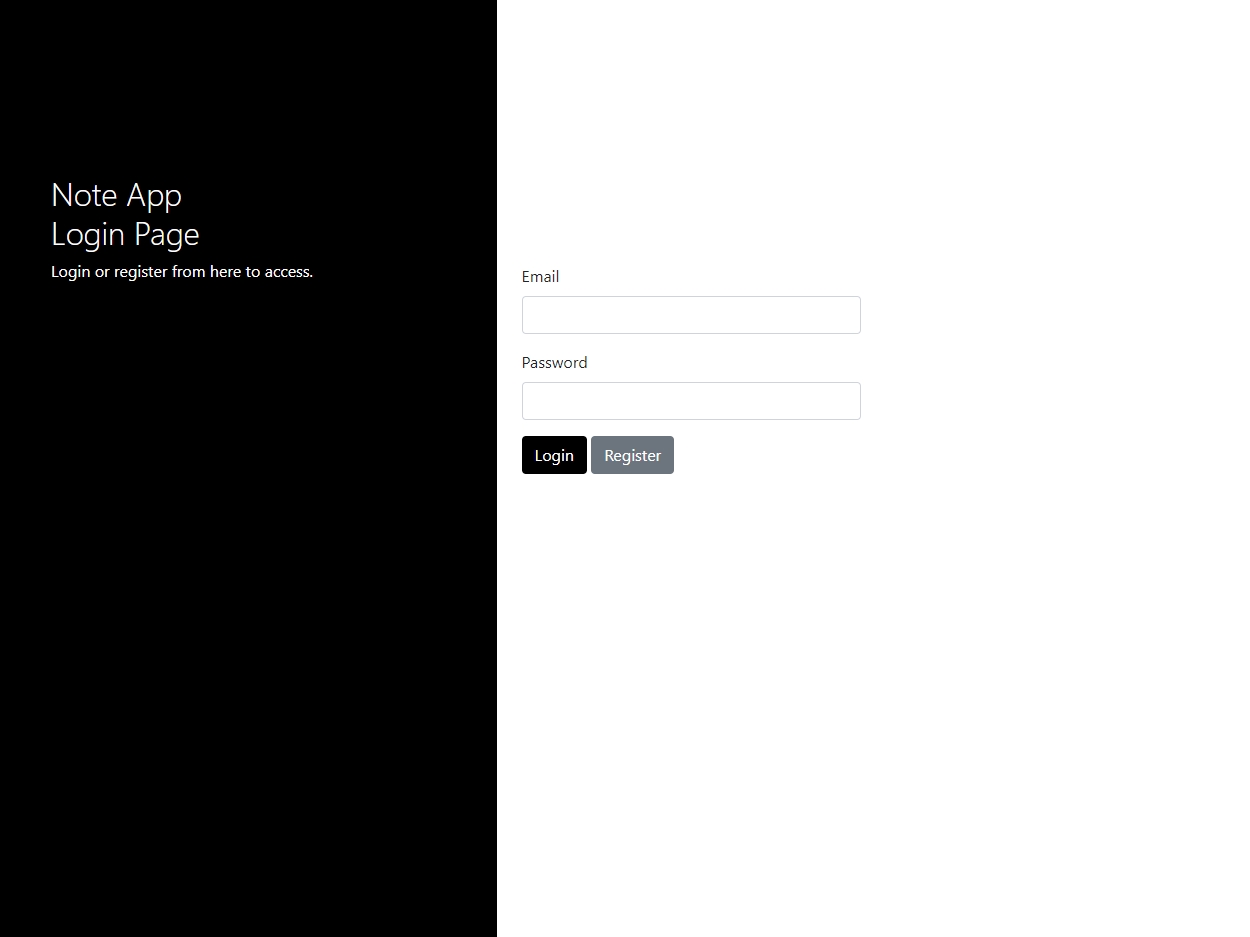 Note App
Login Page
Login or register from here to access.
Email
Password
Login
Register